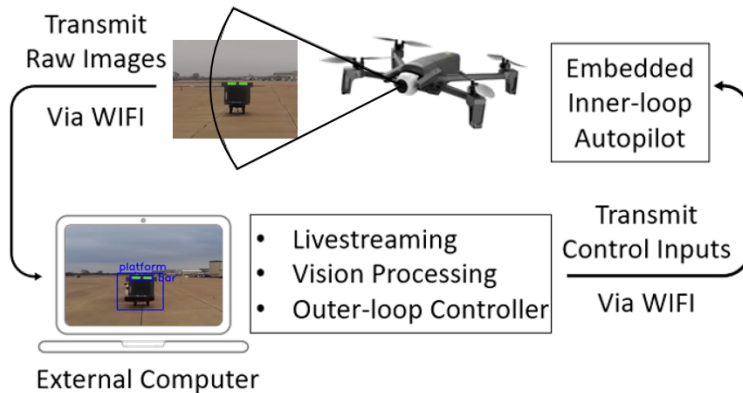 Transmit
Raw Images
Via WIFI
Embedded
Inner-loop
Autopilot
platform
bar
• Livestreaming
• Vision Processing
• Outer-loop Controller
Transmit
Control Inputs
Via WIFI
External Computer